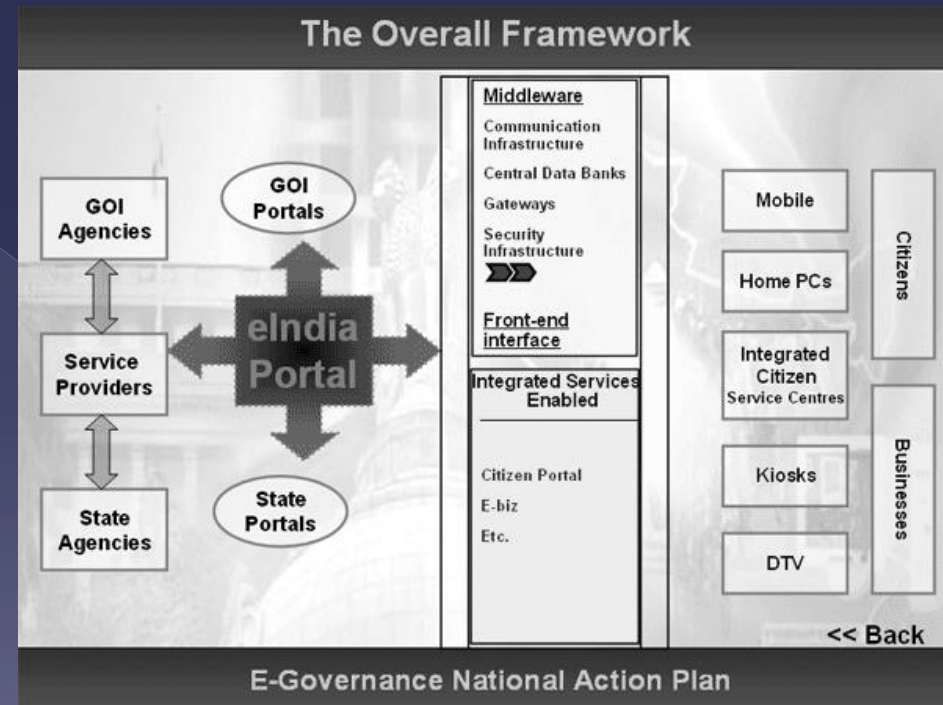 The Overall Framework
GOI
Agencies
Service
Providers
State
Agencies
GOI
Portals
eIndia
Portal
State
Portals
Middleware
Communication
Infrastructure
Central Data Banks
Gateways
Security
Infrastructure
Front-end
interface
Integrated Services
Enabled
Citizen Portal
E-biz
Etc.
Mobile
Home PCs
Integrated
Citizen
Service Centres
Kiosks
DTV
Citizens
Businesses
<< Back
E-Governance National Action Plan